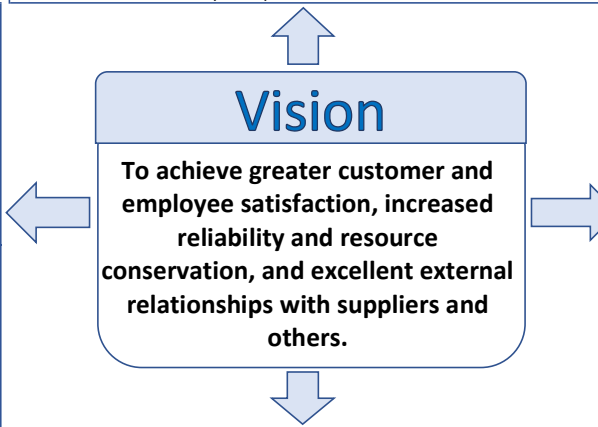 Vision
To achieve greater customer and
employee satisfaction, increased
reliability and resource
conservation, and excellent external
relationships with suppliers and
others.